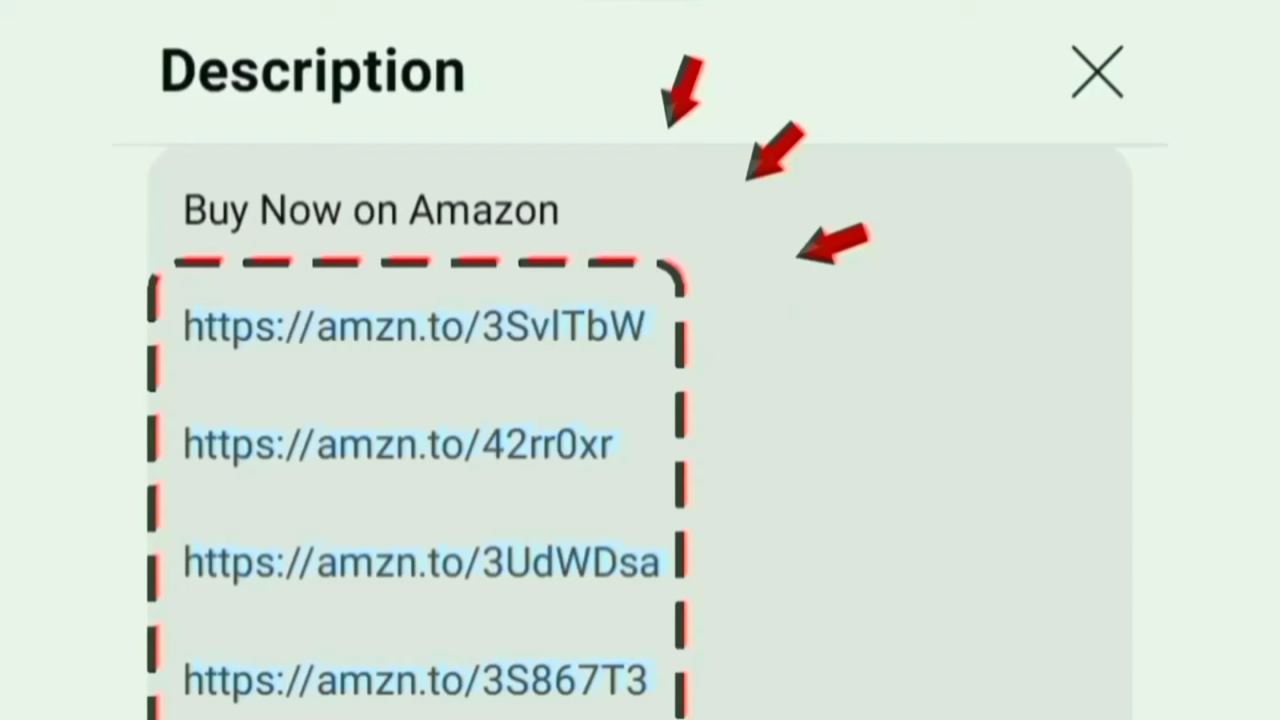 Description
Buy Now on Amazon
https://amzn.to/3SvlTbW
https://amzn.to/42rr0xr
https://amzn.to/3UdWDsa
https://amzn.to/3S867T3